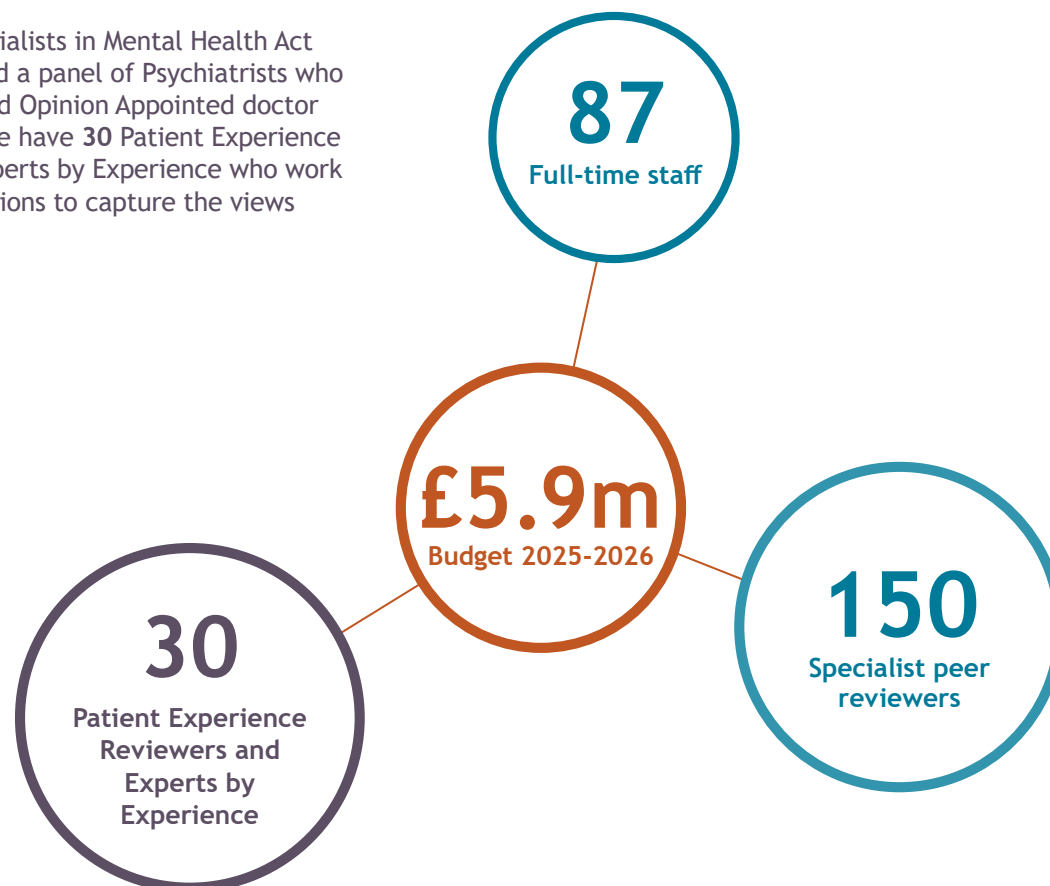 ialists in Mental Health Act
d a panel of Psychiatrists who
d Opinion Appointed doctor
e have 30 Patient Experience
perts by Experience who work
tions to capture the views
87
Full-time staff
£5.9m
Budget 2025-2026
150
Specialist peer
reviewers
30
Patient Experience
Reviewers and
Experts by
Experience